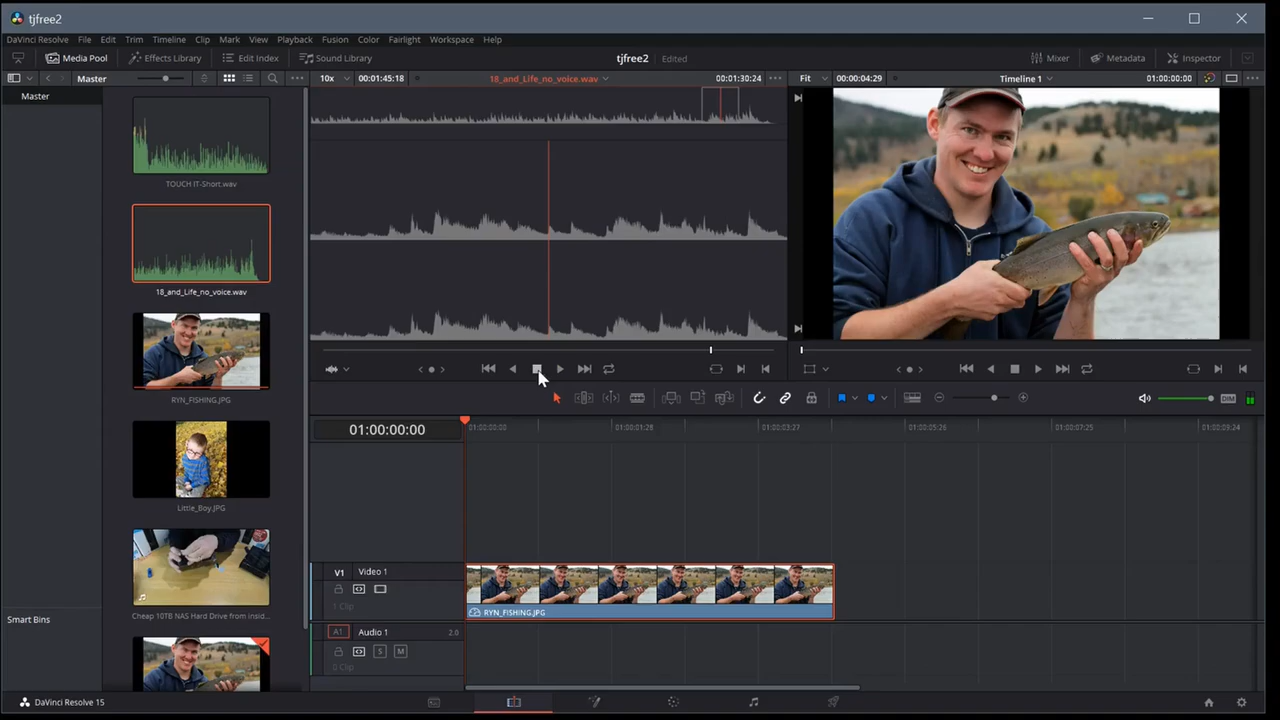 tjfree2
DaVinci Resolve File Edit Trim Timeline Clip Mark View Playback Fusion Color Fairlight Workspace Help
Media Pool Effects Library Edit Index Sound Library tjfree2 Edited Mixer Metadata Inspector
Master 10x 00:01:45:18 18_and_Life_no_voice.wav 00:01:30:24 Fit 00:00:04:29 Timeline 1 01:00:00:00
Master
TOUCH IT-Short.wav
18_and_Life_no_voice.wav
RYN_FISHING.JPG
DIM
01:00:00:00 01:00:00:00 01:00:01:28 01:00:03:27 01:00:05:26 01:00:07:25 01:00:09:24
Little_Boy.JPG
V1 Video 1
1 Clip
RYN_FISHING.JPG
Cheap 10TB NAS Hard Drive from insid...
Smart Bins
A1 Audio 1 2.0
S M
0 Clip
DaVinci Resolve 15